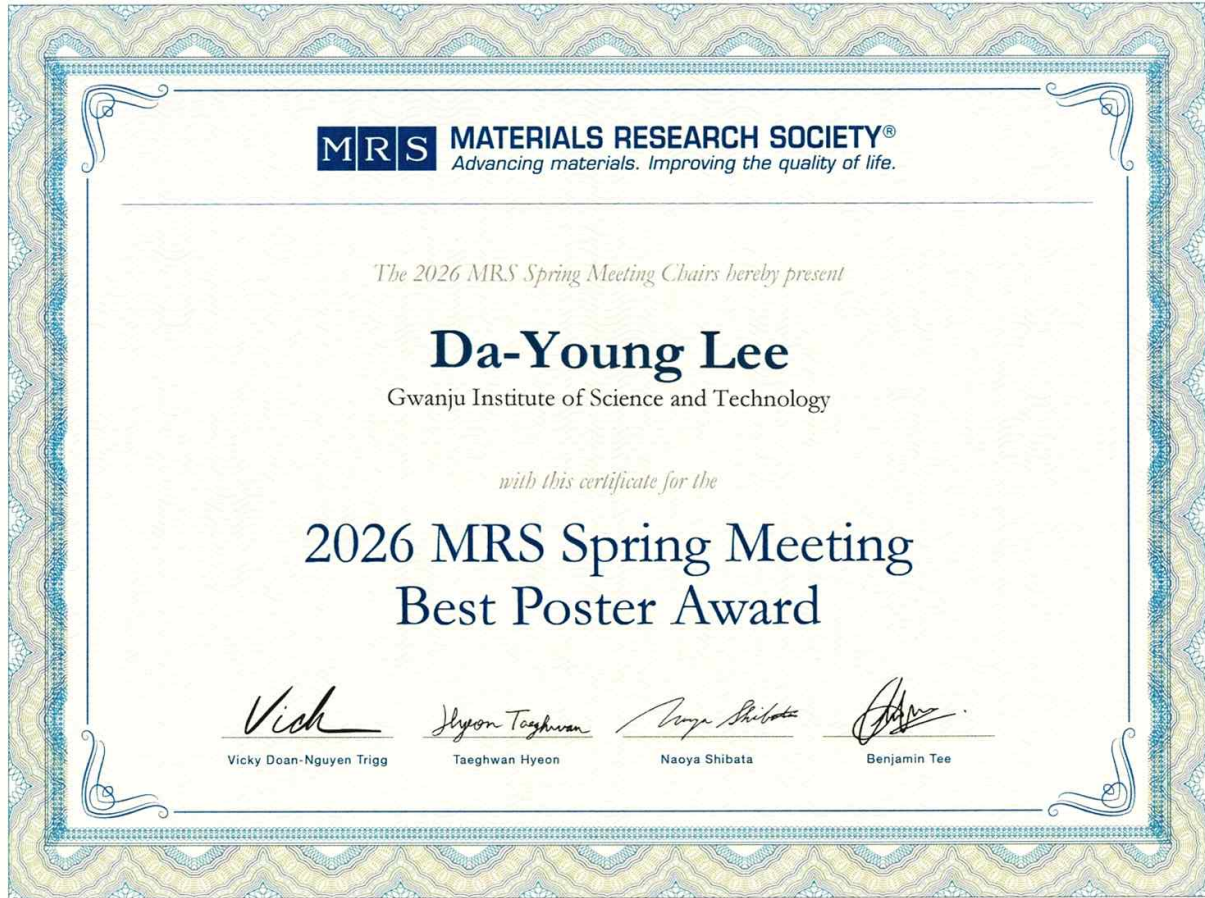 MRS MATERIALS RESEARCH SOCIETY®
Advancing materials. Improving the quality of life.
The 2026 MRS Spring Meeting Chairs hereby present
Da-Young Lee
Gwanju Institute of Science and Technology
with this certificate for the
2026 MRS Spring Meeting
Best Poster Award
Vich
Hyeon Taeghwan
Naoya Shibata
Vicky Doan-Nguyen Trigg
Taeghwan Hyeon
Naoya Shibata
Benjamin Tee